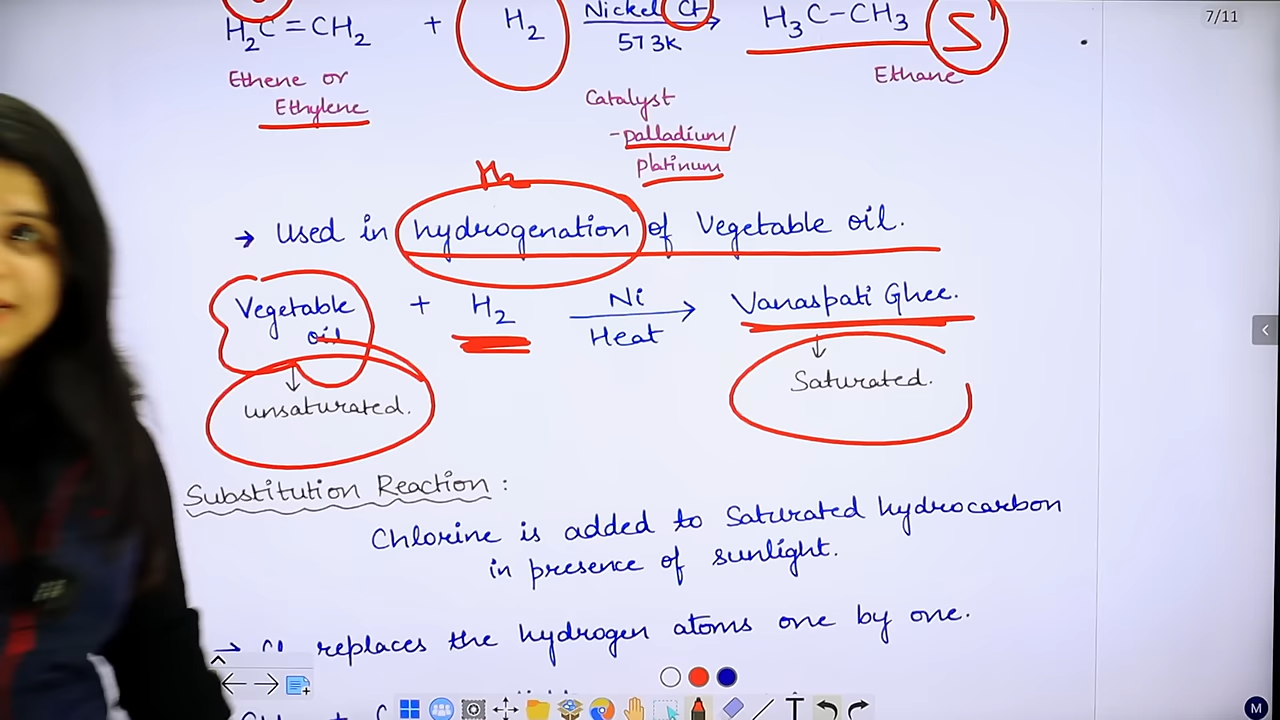 7/11
H₂C=CH₂ + H₂ Nickel Ct 573K H₃C-CH₃ S
Ethene or
Ethylene
Ethane
Catalyst
-palladium/
platinum
H₂
→ Used in hydrogenation of Vegetable oil.
Vegetable oil + H₂ Ni Heat → Vanaspati Ghee.
unsaturated.
Saturated.
Substitution Reaction :
Chlorine is added to Saturated hydrocarbon
in presence of sunlight.
→ Cl replaces the hydrogen atoms one by one.
M